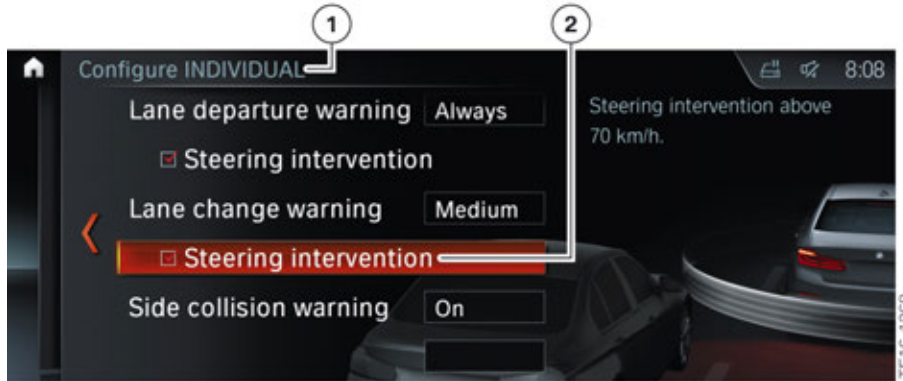 1
2
Configure INDIVIDUAL
8:08
Lane departure warning Always
Steering intervention above
70 km/h.
Steering intervention
Lane change warning Medium
Steering intervention
Side collision warning On